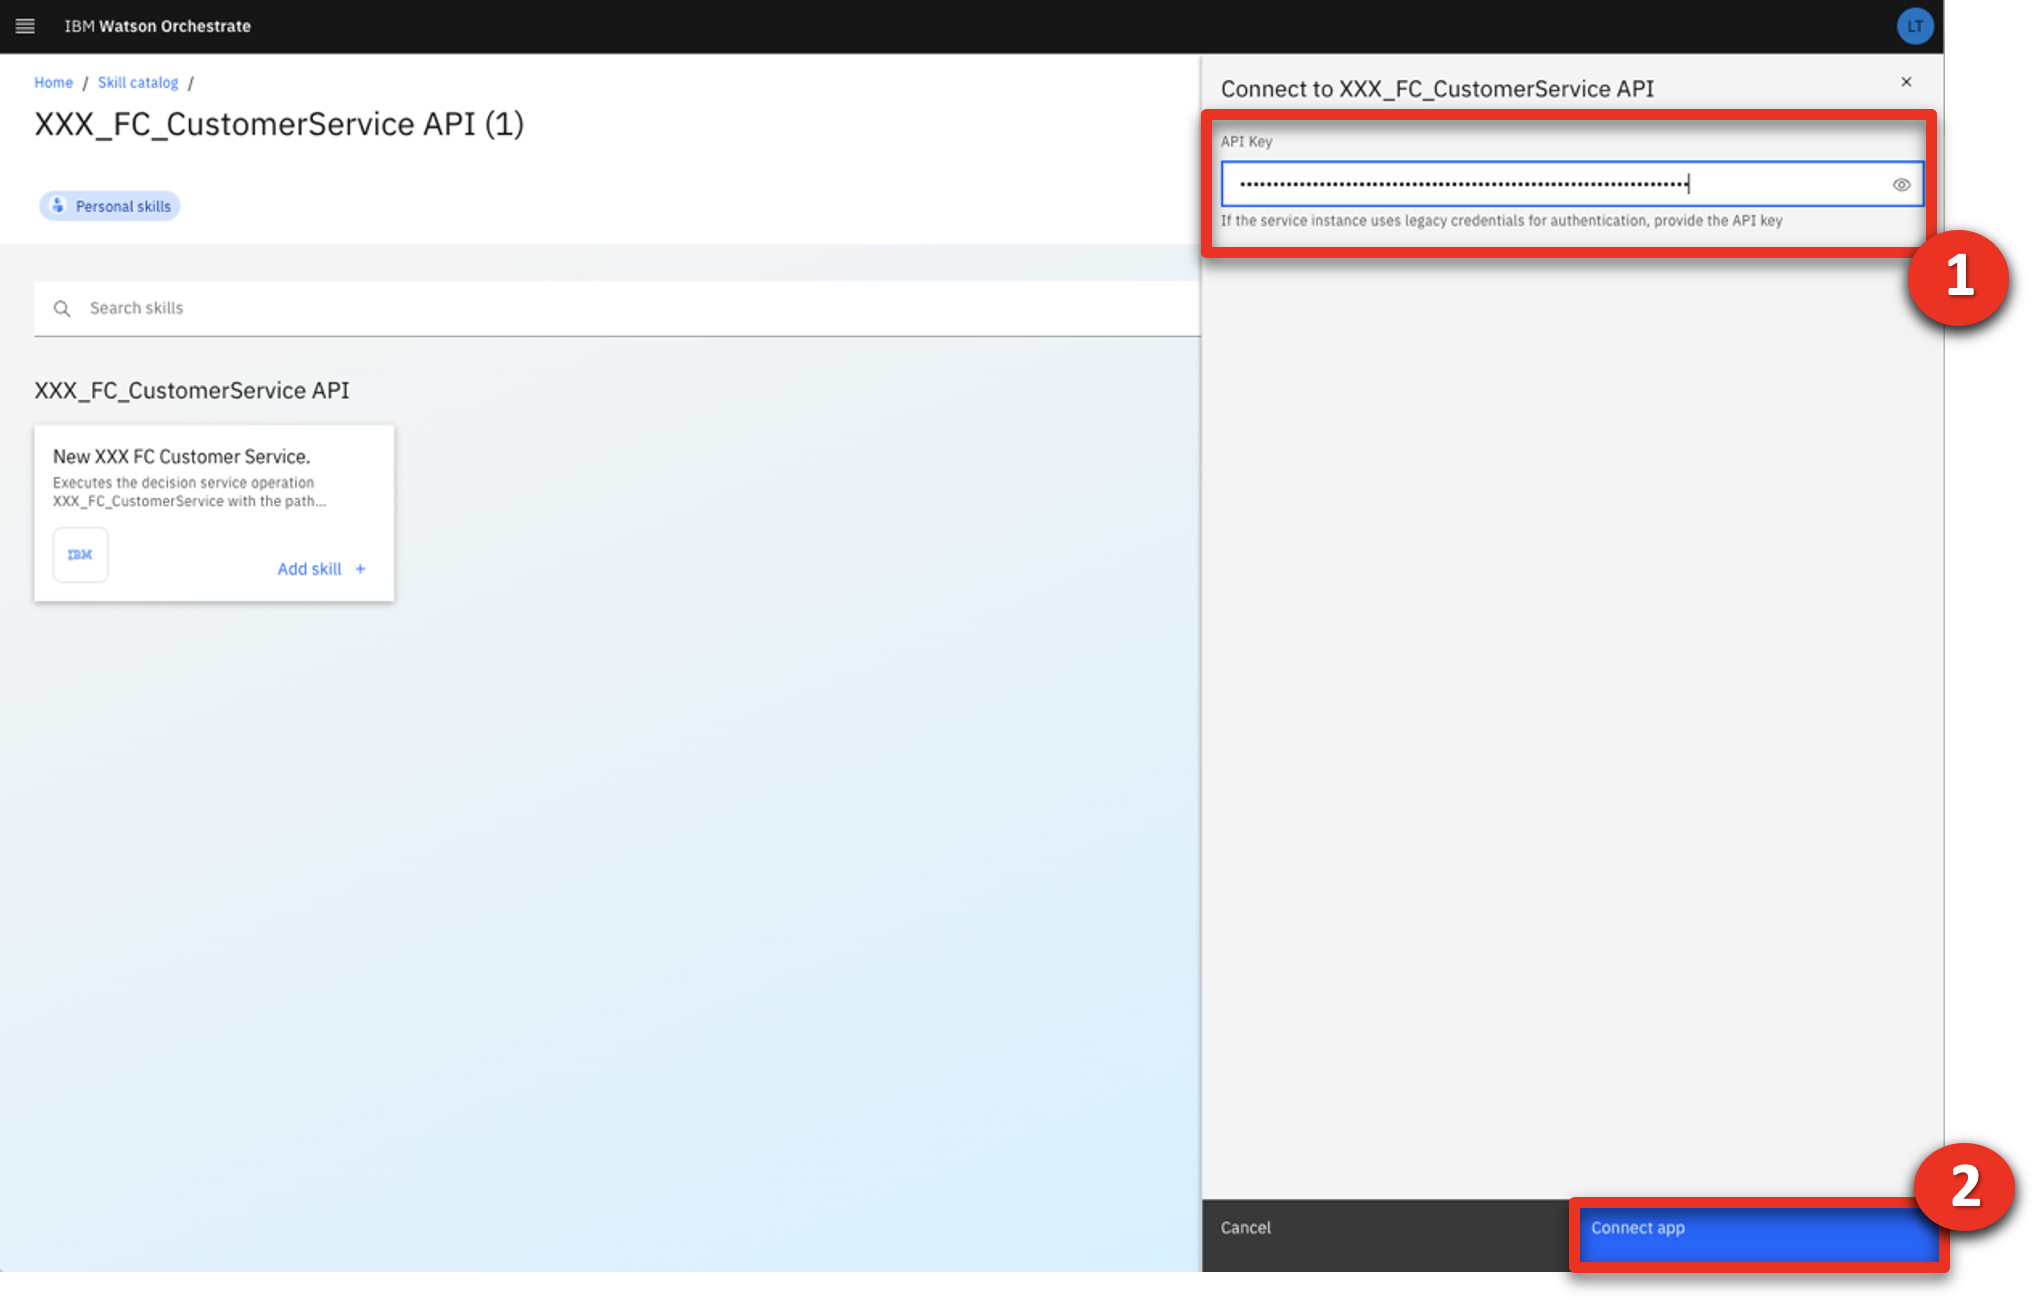 IBM Watson Orchestrate
LT
Home / Skill catalog /
XXX_FC_CustomerService API (1)
Personal skills
Search skills
XXX_FC_CustomerService API
New XXX FC Customer Service.
Executes the decision service operation
XXX_FC_CustomerService with the path...
IBM
Add skill +
Connect to XXX_FC_CustomerService API
API Key
If the service instance uses legacy credentials for authentication, provide the API key
1
Cancel
Connect app
2